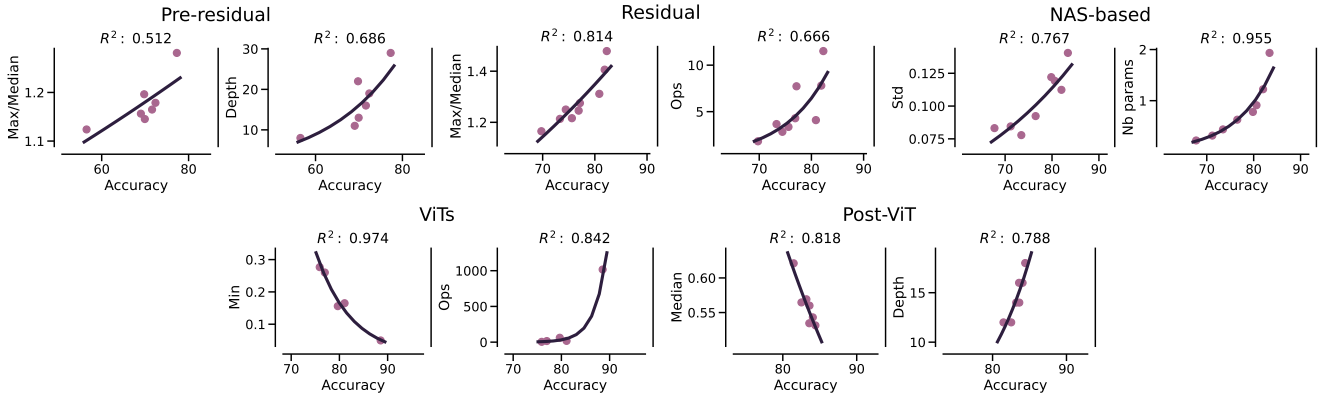 Pre-residual
Residual
NAS-based
R²: 0.512
R²: 0.686
R²: 0.814
R²: 0.666
R²: 0.767
R²: 0.955
Max/Median
1.2
1.1
60
80
Accuracy
Depth
30
20
10
60
80
Accuracy
Max/Median
1.4
1.2
70
80
90
Accuracy
Ops
10
5
70
80
90
Accuracy
Std
0.125
0.100
0.075
70
80
90
Accuracy
Nb params
2
1
70
80
90
Accuracy
ViTs
Post-ViT
R²: 0.974
R²: 0.842
R²: 0.818
R²: 0.788
Min
0.3
0.2
0.1
70
80
90
Accuracy
Ops
1000
500
0
70
80
90
Accuracy
Median
0.60
0.55
80
90
Accuracy
Depth
15
10
80
90
Accuracy